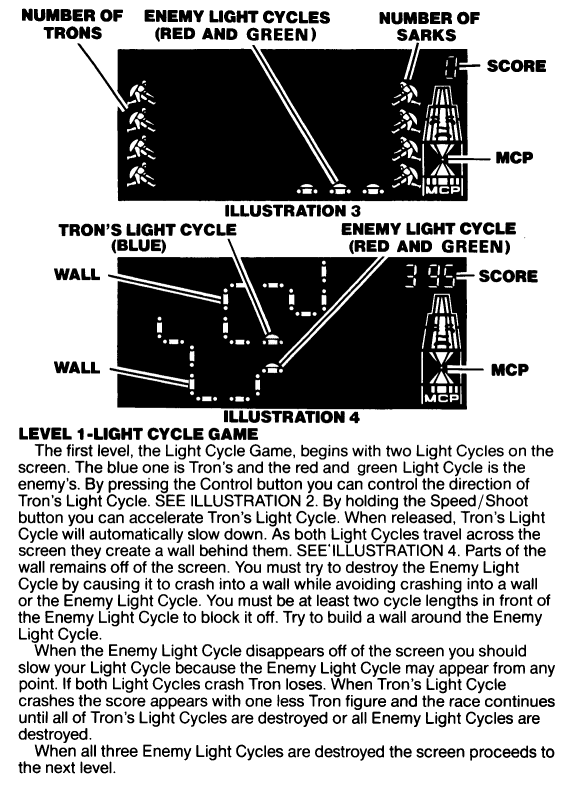 NUMBER OF
TRONS
ENEMY LIGHT CYCLES
(RED AND GREEN)
NUMBER OF
SARKS
0
SCORE
MCP
MCP
ILLUSTRATION 3
TRON'S LIGHT CYCLE
(BLUE)
ENEMY LIGHT CYCLE
(RED AND GREEN)
WALL
3 95
SCORE
WALL
MCP
MCP
ILLUSTRATION 4
LEVEL 1-LIGHT CYCLE GAME
The first level, the Light Cycle Game, begins with two Light Cycles on the
screen. The blue one is Tron's and the red and green Light Cycle is the
enemy's. By pressing the Control button you can control the direction of
Tron's Light Cycle. SEE ILLUSTRATION 2. By holding the Speed/Shoot
button you can accelerate Tron's Light Cycle. When released, Tron's Light
Cycle will automatically slow down. As both Light Cycles travel across the
screen they create a wall behind them. SEE ILLUSTRATION 4. Parts of the
wall remains off of the screen. You must try to destroy the Enemy Light
Cycle by causing it to crash into a wall while avoiding crashing into a wall
or the Enemy Light Cycle. You must be at least two cycle lengths in front of
the Enemy Light Cycle to block it off. Try to build a wall around the Enemy
Light Cycle.
When the Enemy Light Cycle disappears off of the screen you should
slow your Light Cycle because the Enemy Light Cycle may appear from any
point. If both Light Cycles crash Tron loses. When Tron's Light Cycle
crashes the score appears with one less Tron figure and the race continues
until all of Tron's Light Cycles are destroyed or all Enemy Light Cycles are
destroyed.
When all three Enemy Light Cycles are destroyed the screen proceeds to
the next level.